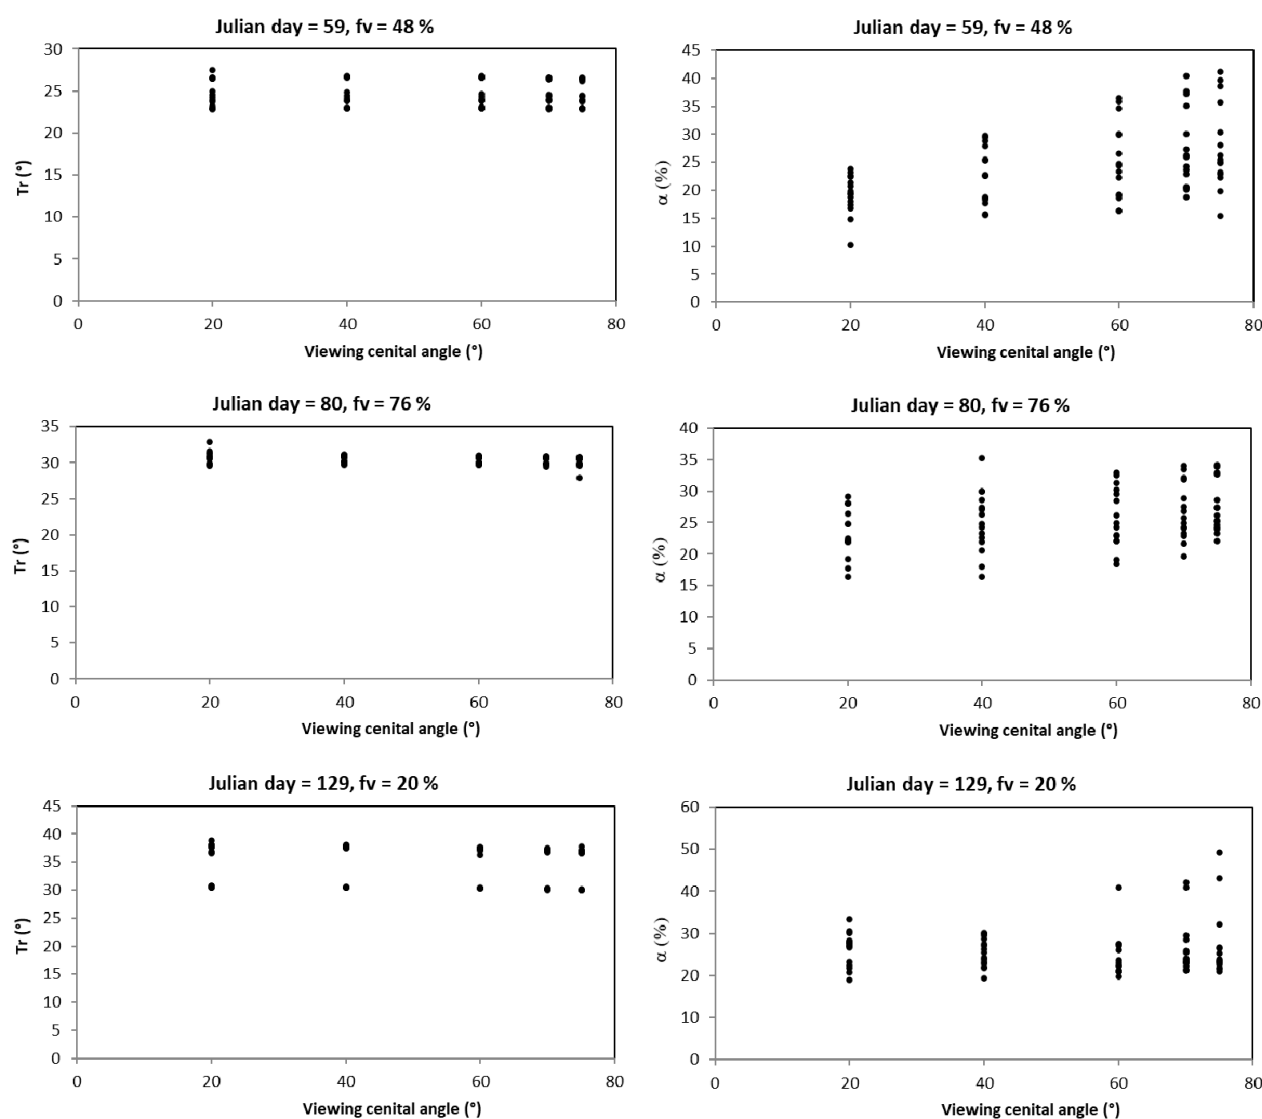 Julian day = 59, fv = 48 %
30
25
20
15
10
5
0
Tr (°)
0 20 40 60 80
Viewing cenital angle (°)
Julian day = 59, fv = 48 %
45
40
35
30
25
20
15
10
5
0
α (%)
0 20 40 60 80
Viewing cenital angle (°)
Julian day = 80, fv = 76 %
35
30
25
20
15
10
5
0
Tr (°)
0 20 40 60 80
Viewing cenital angle (°)
Julian day = 80, fv = 76 %
40
35
30
25
20
15
10
5
0
α (%)
0 20 40 60 80
Viewing cenital angle (°)
Julian day = 129, fv = 20 %
45
40
35
30
25
20
15
10
5
0
Tr (°)
0 20 40 60 80
Viewing cenital angle (°)
Julian day = 129, fv = 20 %
60
50
40
30
20
10
0
α (%)
0 20 40 60 80
Viewing cenital angle (°)